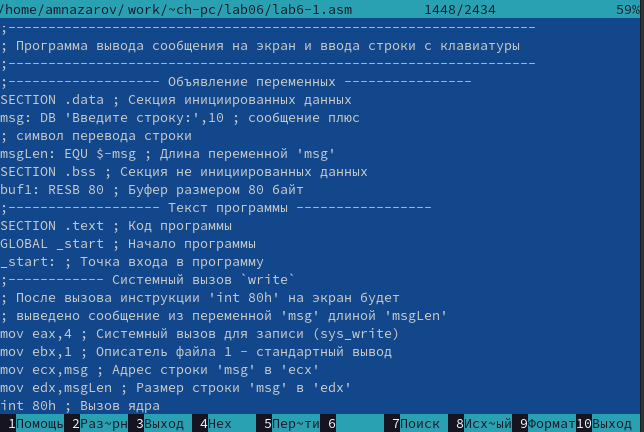 /home/amnazarov/work/~ch-pc/lab06/lab6-1.asm 1448/2434 59%
;------------------------------------------------------------------
; Программа вывода сообщения на экран и ввода строки с клавиатуры
;------------------------------------------------------------------
;------------------- Объявление переменных ----------------
SECTION .data ; Секция инициированных данных
msg: DB 'Введите строку:',10 ; сообщение плюс
; символ перевода строки
msgLen: EQU $-msg ; Длина переменной 'msg'
SECTION .bss ; Секция не инициированных данных
buf1: RESB 80 ; Буфер размером 80 байт
;------------------- Текст программы -----------------
SECTION .text ; Код программы
GLOBAL _start ; Начало программы
_start: ; Точка входа в программу
;------------ Системный вызов `write`
; После вызова инструкции 'int 80h' на экран будет
; выведено сообщение из переменной 'msg' длиной 'msgLen'
mov eax,4 ; Системный вызов для записи (sys_write)
mov ebx,1 ; Описатель файла 1 - стандартный вывод
mov ecx,msg ; Адрес строки 'msg' в 'ecx'
mov edx,msgLen ; Размер строки 'msg' в 'edx'
int 80h ; Вызов ядра
1Помощь 2Раз~рн 3Выход 4Hex 5Пер~ти 6 7Поиск 8Исх~ый 9Формат 10Выход